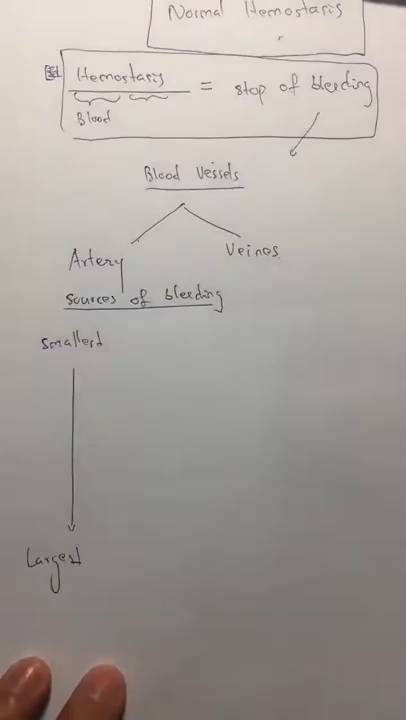 Normal Hemostasis
Hemostasis = stop of bleeding
Blood
Blood Vessels
Artery Veines
sources of bleeding
smallest
Largest